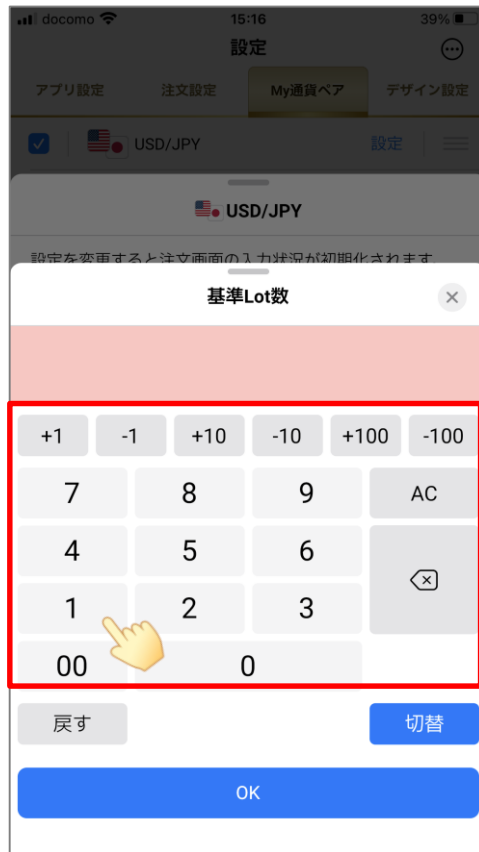 docomo 15:16 39%
設定
アプリ設定 注文設定 My通貨ペア デザイン設定
USD/JPY 設定
USD/JPY
設定を変更すると注文画面の入力状況が初期化されます
基準Lot数
+1 -1 +10 -10 +100 -100
7 8 9 AC
4 5 6
1 2 3
00 0
戻す 切替
OK